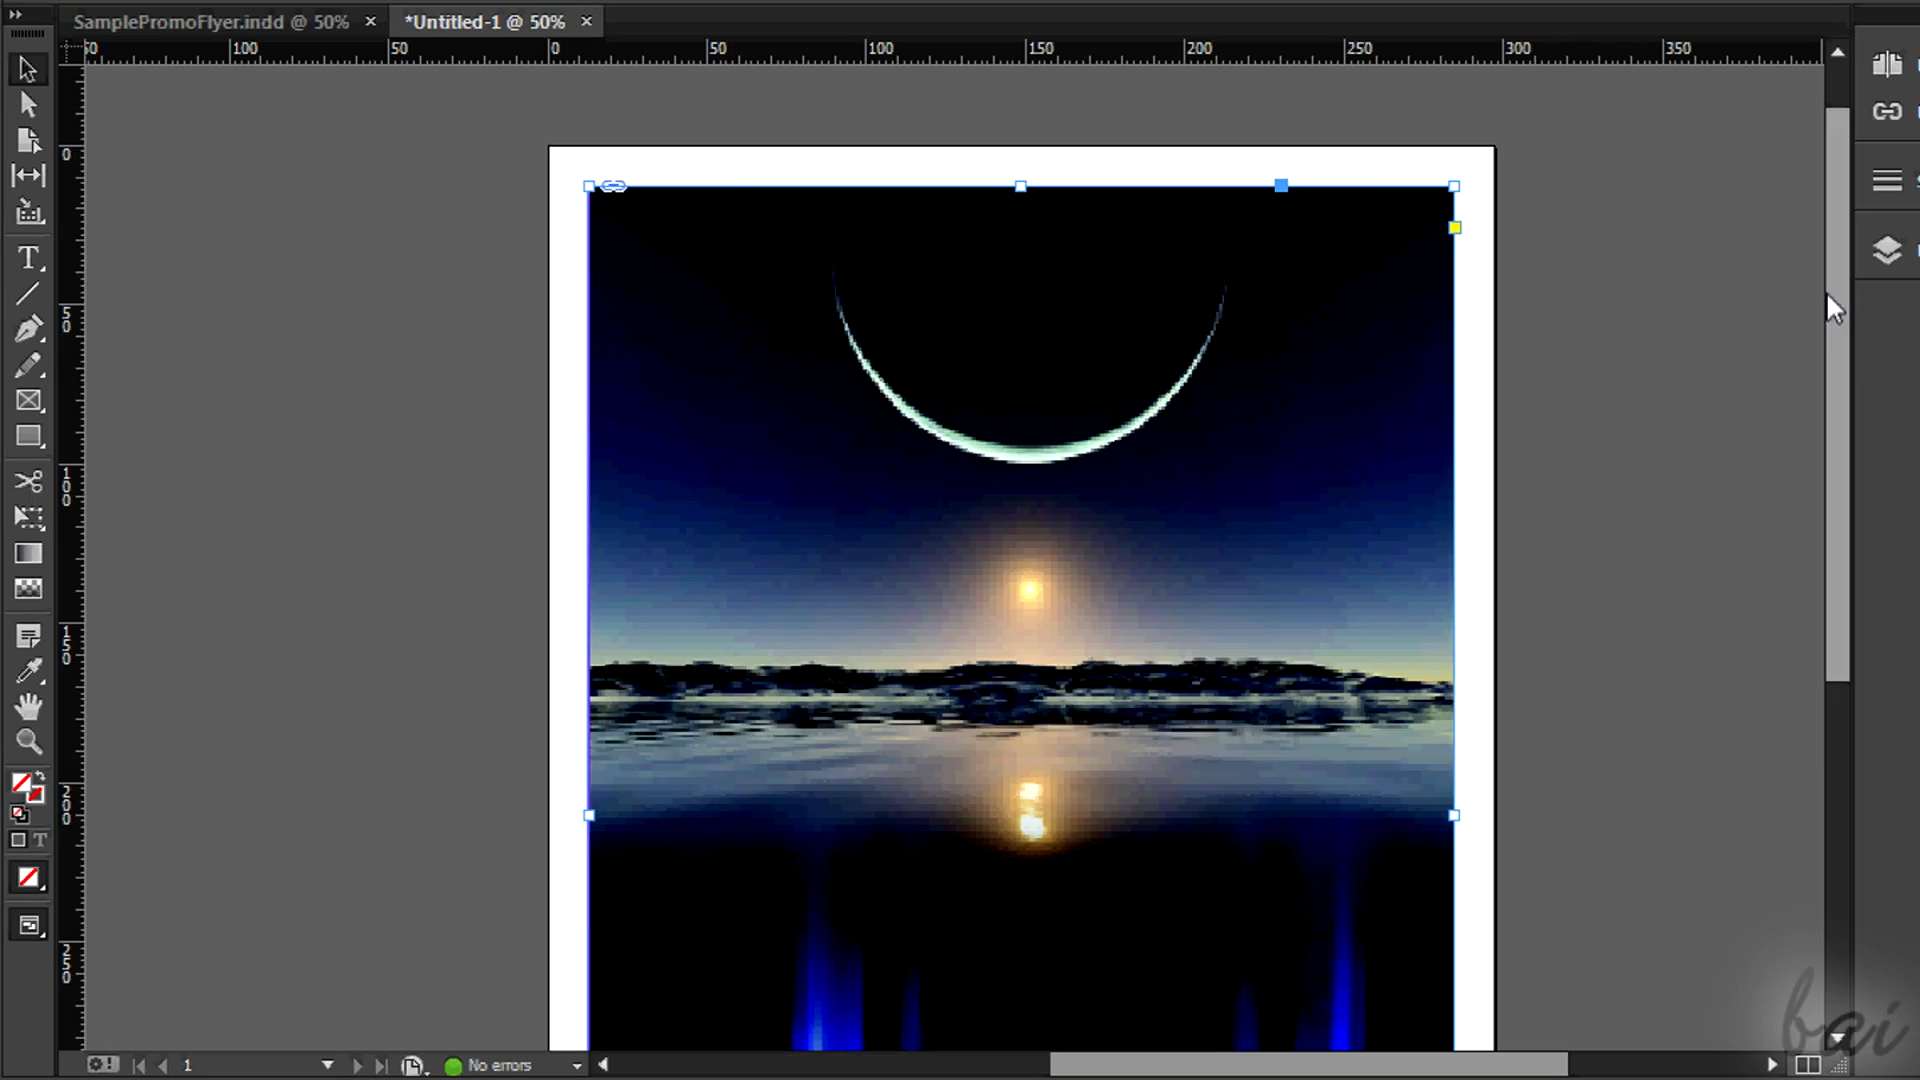 SamplePromoFlyer.indd @ 50% × *Untitled-1 @ 50% ×
50 100 50 0 50 100 150 200 250 300 350
0
50
100
150
200
250
T
T
1 No errors
bai